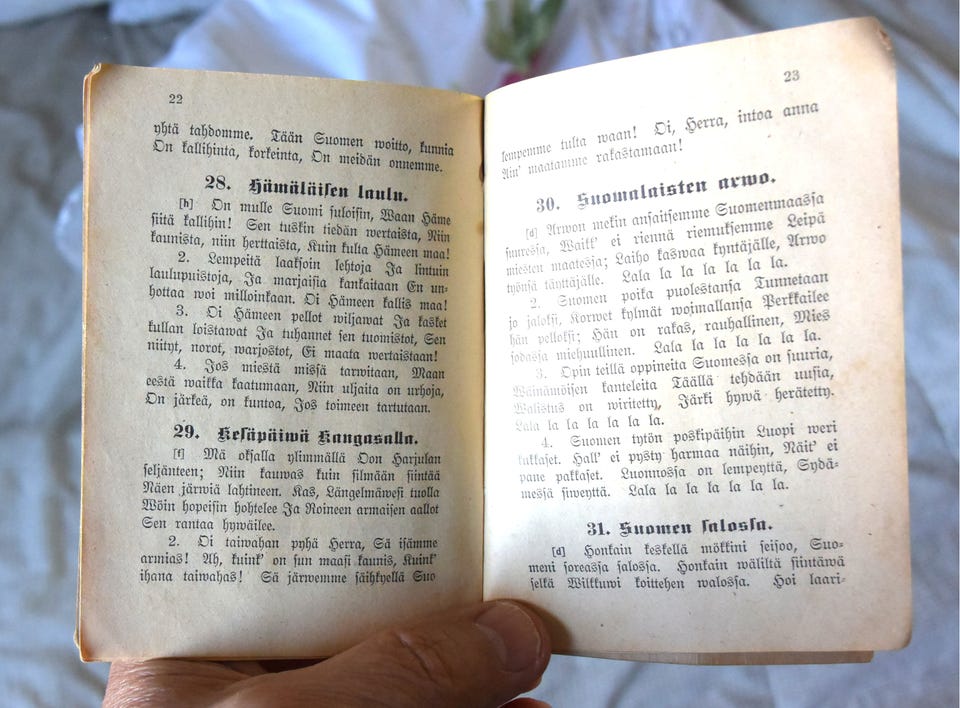 22
yhtä tahdomme. Tään Suomen woitto, kunnia
On kallihinta, korkeinta, On meidän onnemme.
28. Hämäläisen laulu.
[h] On mulle Suomi suloisin, Waan Häme
siitä kallihin! Sen tuskin tiedän wertaista, Niin
kaunista, niin herttaista, Kuin kulta Hämeen maa!
2. Lempeitä laaksoin lehtoja Ja lintuin
laulupuistoja, Ja marjaisia kankaitaan En un-
hottaa woi milloinkaan. Oi Hämeen kallis maa!
3. Oi Hämeen pellot wiljawat Ja kasket
kullan loistawat Ja tuhannet sen tuomistot, Sen
niityt, norot, warjostot, Ei maata wertaistaan!
4. Jos miestä missä tarwitaan, Maan
eestä waikka kaatumaan, Niin uljaita on urhoja,
On järkeä, on kuntoa, Jos toimeen tartutaan.
29. Kesäpäiwä Kangasalla.
[f] Mä oksalla ylimmällä Oon Harjulan
seljänteen; Niin kauwas kuin silmään siintää
Näen järwiä lahtineen. Kas, Längelmäwesi tuolla
Wöin hopeisin hohtelee Ja Roineen armaisen aallot
Sen rantaa hywäilee.
2. Oi taiwahan pyhä Herra, Sä isämme
armias! Ah, kuink' on sun maasi kaunis, Kuink'
ihana taiwahas! Sä järwemme säihkyellä Suo
23
lempemme tulta waan! Oi, Herra, intoa anna
Ain' maatamme rakastamaan!
30. Suomalaisten arwo.
[d] Arwon mekin ansaitsemme Suomenmaassa
suuressa, Waikk' ei riennä riemuksemme Leipä
miesten maatessa; Laiho kaswaa kyntäjälle, Arwo
työnsä täyttäjälle. Lala la la la la la la.
2. Suomen poika puolestansa Tunnetaan
jo jaloksi, Korwet kylmät woimallansa Perkkailee
hän pelloksi; Hän on rakas, rauhallinen, Mies
sodassa miehuullinen. Lala la la la la la la.
3. Opin teillä oppineita Suomessa on suuria,
Wäinämöisen kanteleita Täällä tehdään uusia,
Walistus on wiritetty, Järki hywä herätetty.
Lala la la la la la la.
4. Suomen tytön poskipäihin Luopi weri
kukkaset. Hall' ei pysty harmaa näihin, Näit' ei
pane pakkaset. Luonnossa on lempeyttä, Sydä-
messä siweyttä. Lala la la la la la la.
31. Suomen salossa.
[d] Honkain keskellä mökkini seisoo, Suo-
meni soreassa salossa. Honkain wäliltä siintäwä
selkä Wilkkuwi koittehen walossa. Hoi laari-